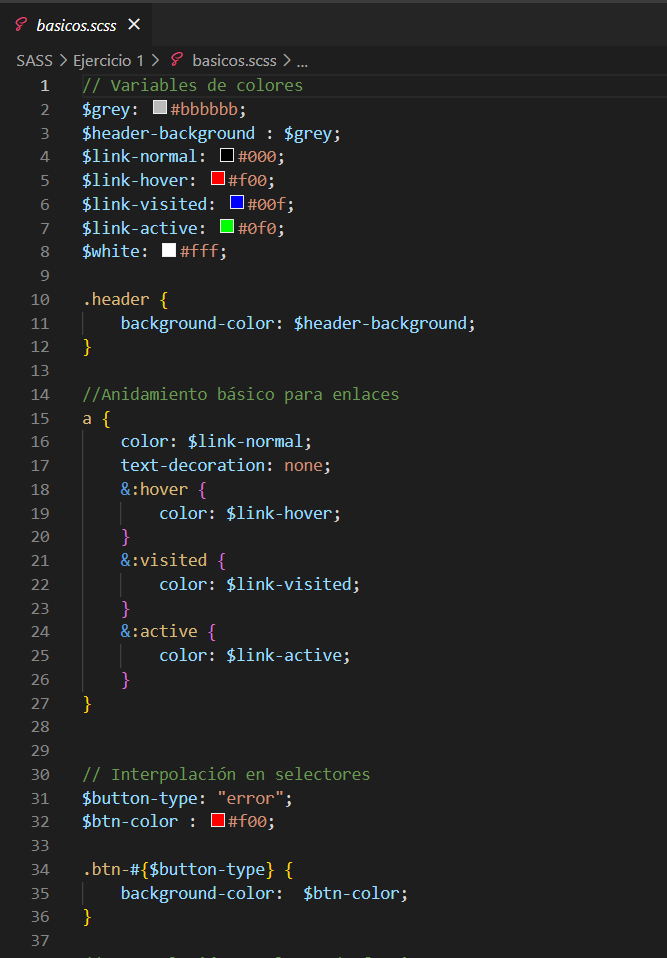 basicos.scss ×
SASS > Ejercicio 1 > basicos.scss > ...
1 // Variables de colores
2 $grey: #bbbbbb;
3 $header-background : $grey;
4 $link-normal: #000;
5 $link-hover: #f00;
6 $link-visited: #00f;
7 $link-active: #0f0;
8 $white: #fff;
9
10 .header {
11     background-color: $header-background;
12 }
13
14 //Anidamiento básico para enlaces
15 a {
16     color: $link-normal;
17     text-decoration: none;
18     &:hover {
19         color: $link-hover;
20     }
21     &:visited {
22         color: $link-visited;
23     }
24     &:active {
25         color: $link-active;
26     }
27 }
28
29
30 // Interpolación en selectores
31 $button-type: "error";
32 $btn-color : #f00;
33
34 .btn-#{$button-type} {
35     background-color:  $btn-color;
36 }
37